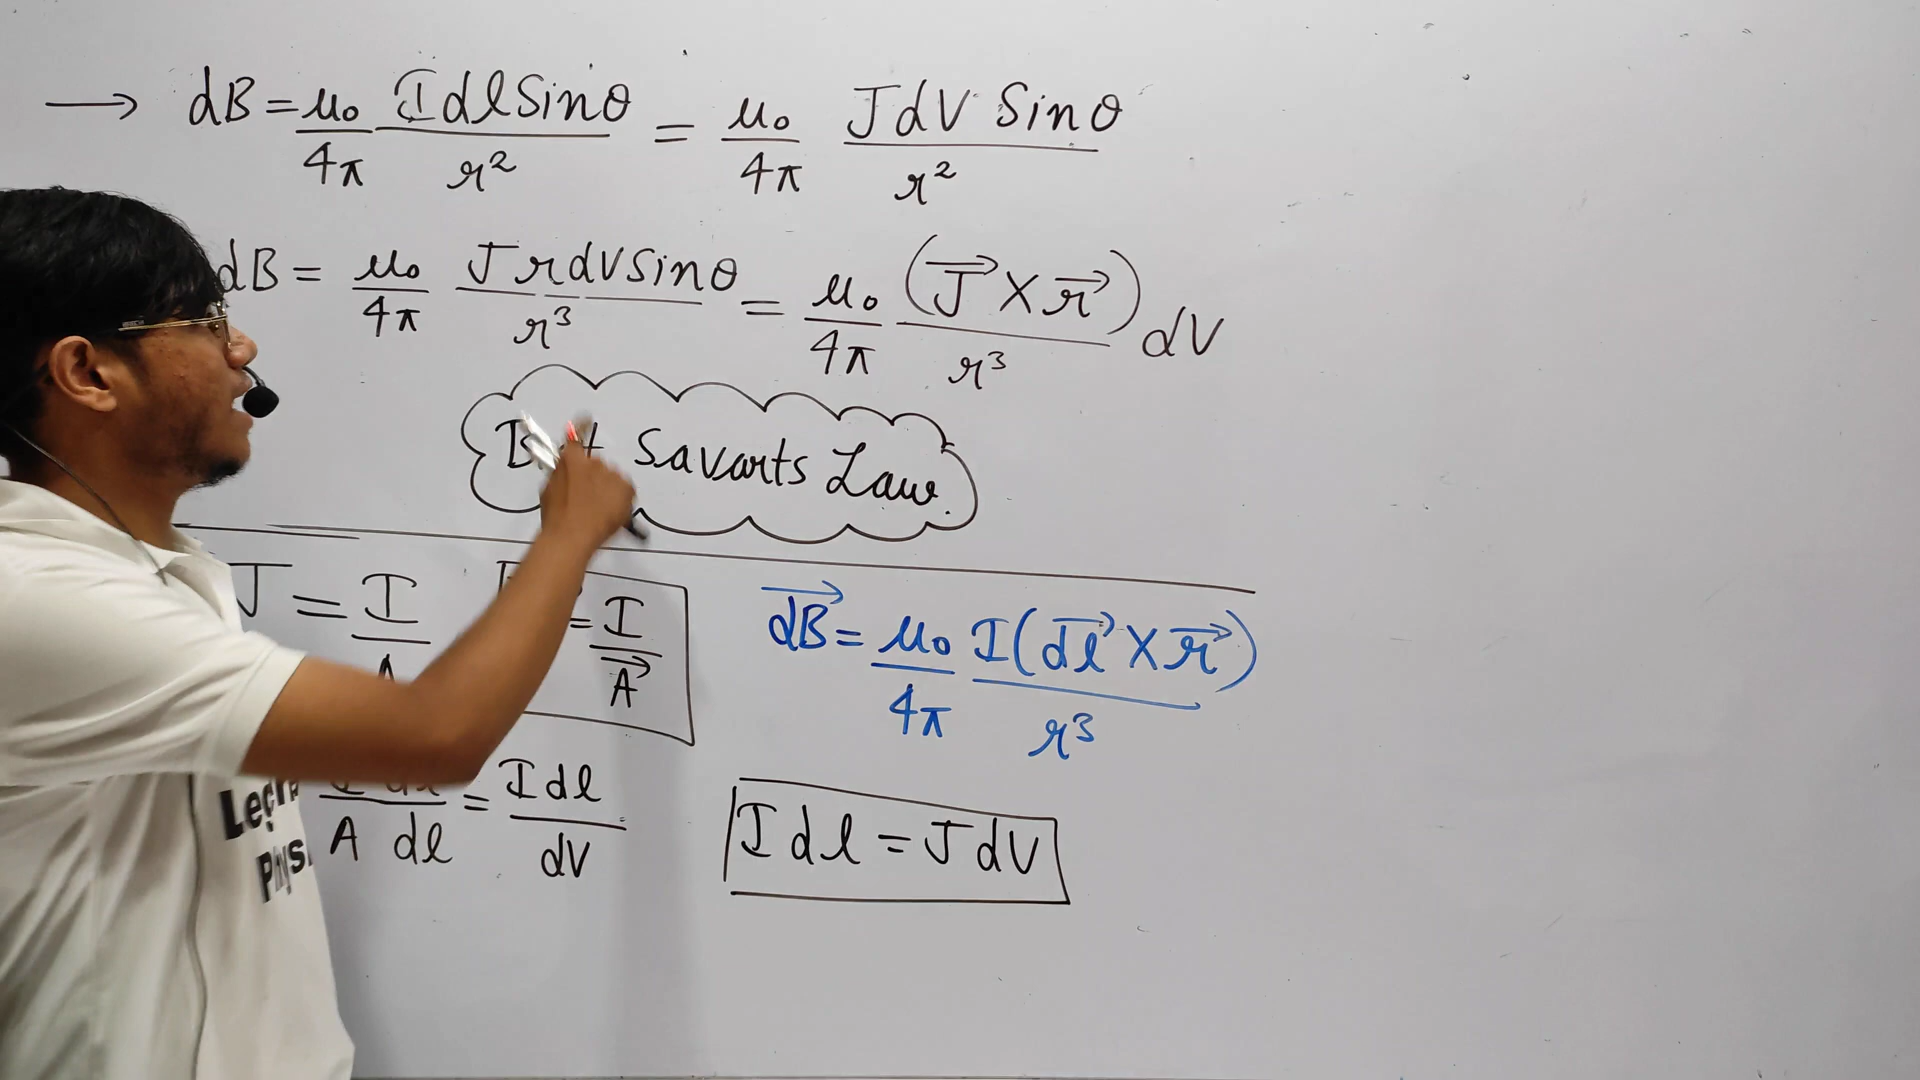 → dB = μ₀/4π I dl Sinθ/r² = μ₀/4π J dV Sinθ/r²
dB = μ₀/4π J r dV Sinθ/r³ = μ₀/4π (J⃗ X r⃗)/r³ dV
Savarts Law.
J = I/A = I/A⃗
d⃗B⃗ = μ₀/4π I(d⃗l⃗ X r⃗)/r³
I dl/A dl = I dl/dV
I dl = J dV